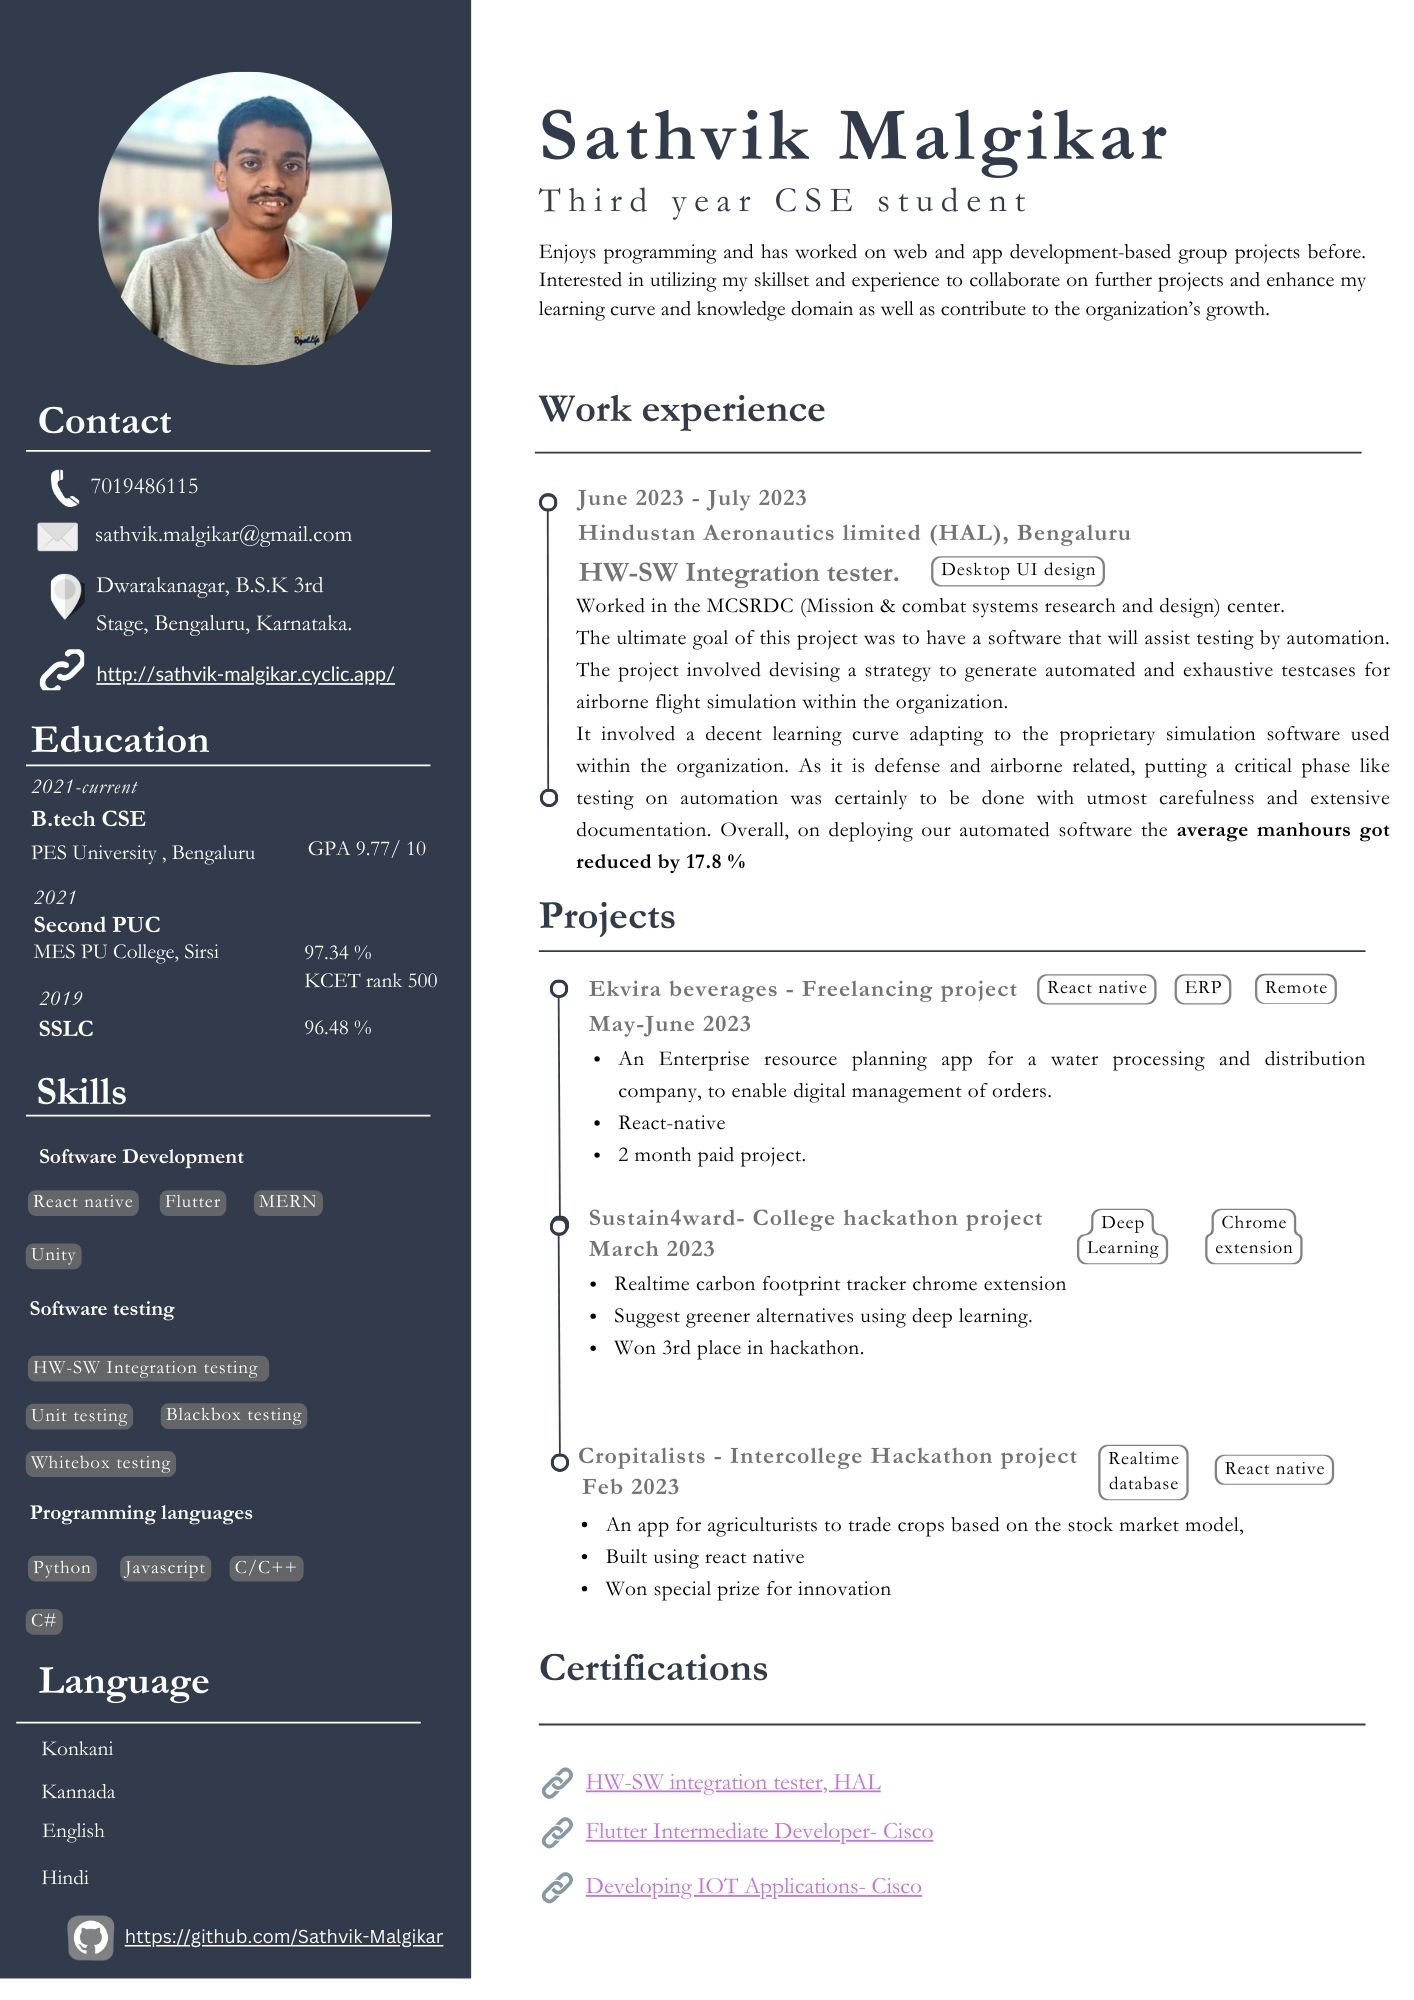 Sathvik Malgikar
Third year CSE student
Enjoys programming and has worked on web and app development-based group projects before.
Interested in utilizing my skillset and experience to collaborate on further projects and enhance my
learning curve and knowledge domain as well as contribute to the organization’s growth.
Contact
7019486115
sathvik.malgikar@gmail.com
Dwarakanagar, B.S.K 3rd
Stage, Bengaluru, Karnataka.
http://sathvik-malgikar.cyclic.app/
Education
2021-current
B.tech CSE
PES University , Bengaluru GPA 9.77/ 10
2021
Second PUC
MES PU College, Sirsi 97.34 %
KCET rank 500
2019
SSLC 96.48 %
Skills
Software Development
React native Flutter MERN
Unity
Software testing
HW-SW Integration testing
Unit testing Blackbox testing
Whitebox testing
Programming languages
Python Javascript C/C++
C#
Language
Konkani
Kannada
English
Hindi
https://github.com/Sathvik-Malgikar
Work experience
June 2023 - July 2023
Hindustan Aeronautics limited (HAL), Bengaluru
HW-SW Integration tester. Desktop UI design
Worked in the MCSRDC (Mission & combat systems research and design) center.
The ultimate goal of this project was to have a software that will assist testing by automation.
The project involved devising a strategy to generate automated and exhaustive testcases for
airborne flight simulation within the organization.
It involved a decent learning curve adapting to the proprietary simulation software used
within the organization. As it is defense and airborne related, putting a critical phase like
testing on automation was certainly to be done with utmost carefulness and extensive
documentation. Overall, on deploying our automated software the average manhours got
reduced by 17.8 %
Projects
Ekvira beverages - Freelancing project React native ERP Remote
May-June 2023
• An Enterprise resource planning app for a water processing and distribution
company, to enable digital management of orders.
• React-native
• 2 month paid project.
Sustain4ward- College hackathon project Deep Learning Chrome extension
March 2023
• Realtime carbon footprint tracker chrome extension
• Suggest greener alternatives using deep learning.
• Won 3rd place in hackathon.
Cropitalists - Intercollege Hackathon project Realtime database React native
Feb 2023
• An app for agriculturists to trade crops based on the stock market model,
• Built using react native
• Won special prize for innovation
Certifications
HW-SW integration tester, HAL
Flutter Intermediate Developer- Cisco
Developing IOT Applications- Cisco